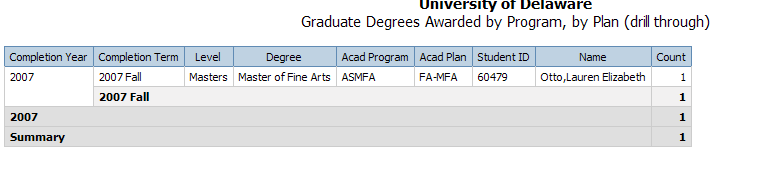 University of Delaware
Graduate Degrees Awarded by Program, by Plan (drill through)
Completion Year Completion Term Level Degree Acad Program Acad Plan Student ID Name Count
2007 2007 Fall Masters Master of Fine Arts ASMFA FA-MFA 60479 Otto,Lauren Elizabeth 1
2007 Fall 1
2007 1
Summary 1